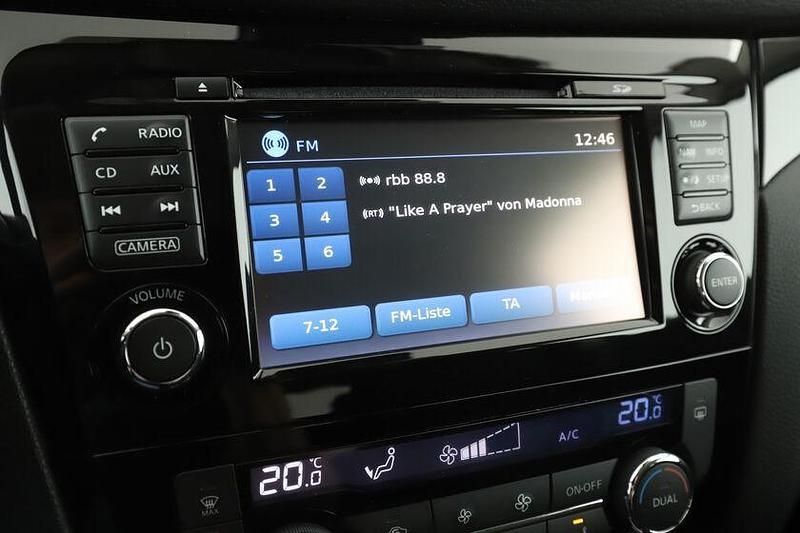 SD
RADIO
CD AUX
CAMERA
VOLUME
FM 12:46
1 2
3 4
5 6
rbb 88.8
(RT) "Like A Prayer" von Madonna
7-12 FM-Liste TA
MAP
NAV INFO
SETUP
BACK
ENTER
20.0°C
A/C
20.0°C
MAX
ON·OFF
DUAL